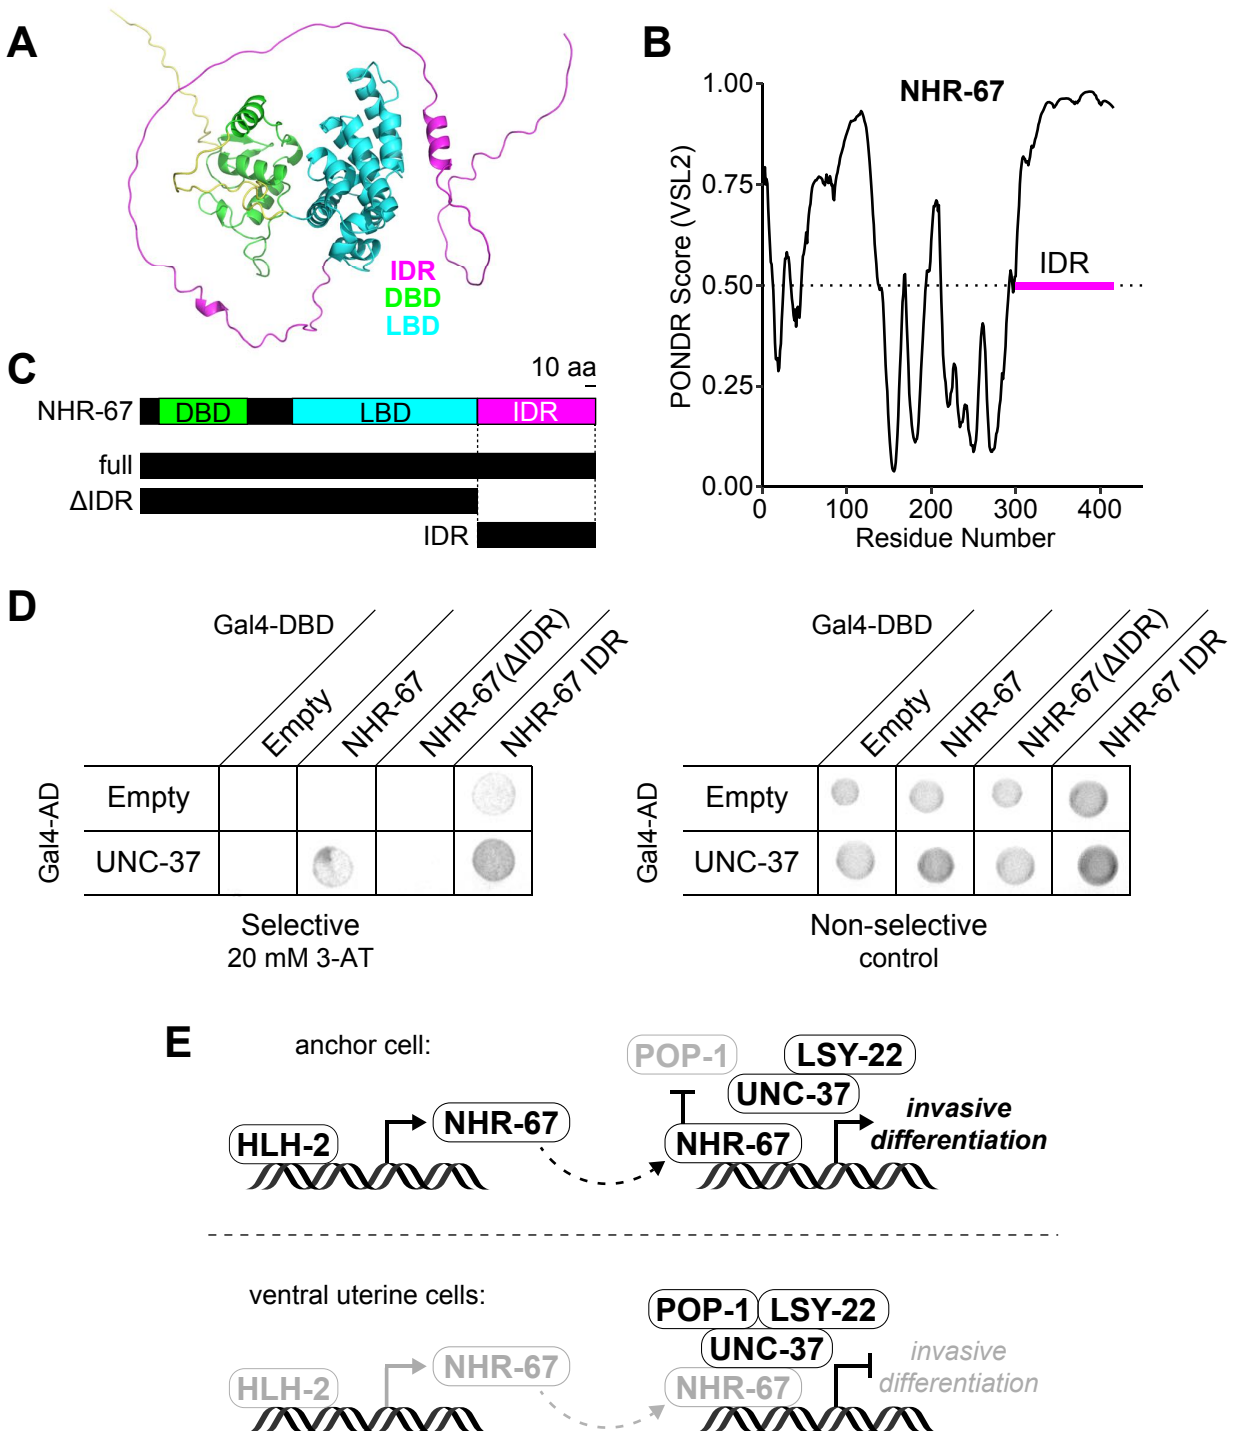 A
IDR
DBD
LBD
B
NHR-67
1.00
0.75
0.50
0.25
0.00
PONDR Score (VSL2)
IDR
0 100 200 300 400
Residue Number
C
10 aa
NHR-67 DBD LBD IDR
full
ΔIDR
IDR
D
Gal4-DBD
Empty NHR-67 NHR-67(ΔIDR) NHR-67 IDR
Gal4-AD
Empty
UNC-37
Selective
20 mM 3-AT
Gal4-DBD
Empty NHR-67 NHR-67(ΔIDR) NHR-67 IDR
Gal4-AD
Empty
UNC-37
Non-selective
control
E
anchor cell:
HLH-2
NHR-67
POP-1
LSY-22
UNC-37
NHR-67
invasive
differentiation
ventral uterine cells:
HLH-2
NHR-67
POP-1 LSY-22
UNC-37
NHR-67
invasive
differentiation